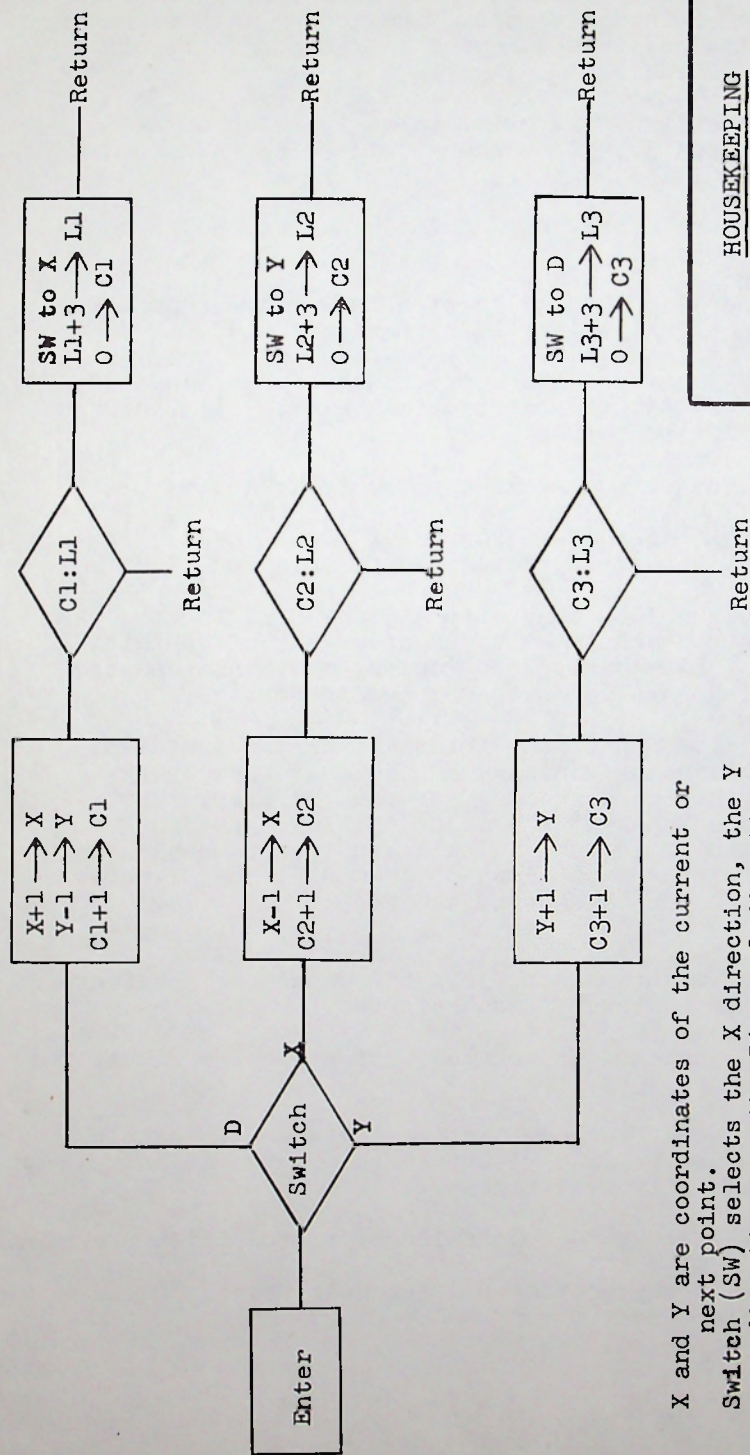 Enter
Switch
D
X
Y
X+1 → X
Y-1 → Y
C1+1 → C1
C1:L1
Return
SW to X
L1+3 → L1
0 → C1
Return
X-1 → X
C2+1 → C2
C2:L2
Return
SW to Y
L2+3 → L2
0 → C2
Return
Y+1 → Y
C3+1 → C3
C3:L3
Return
SW to D
L3+3 → L3
0 → C3
Return
X and Y are coordinates of the current or
next point.
Switch (SW) selects the X direction, the Y
HOUSEKEEPING